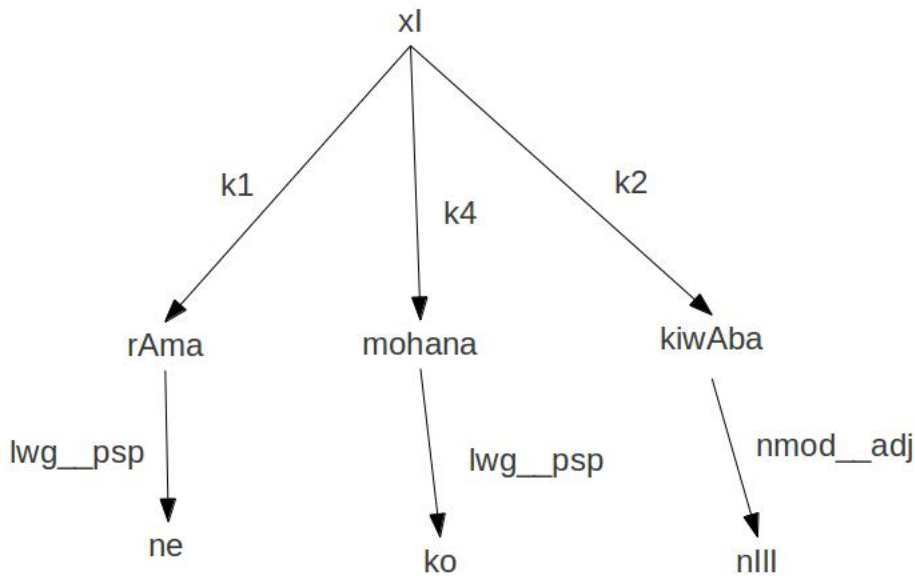 xI
k1
k4
k2
rAma
mohana
kiwAba
lwg__psp
lwg__psp
nmod__adj
ne
ko
nIlI